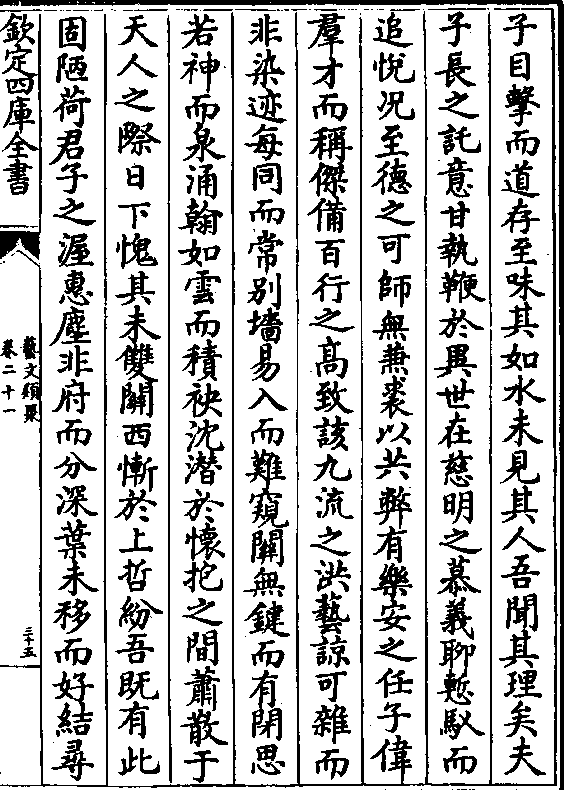 子目擊而道存至味其如水未見其人吾聞其理矣夫
子長之託意甘執鞭於異世在慈明之慕義聊慙馭而
追悅况至德之可師無兼裘以共弊有樂安之任子偉
羣才而稱傑備百行之高致該九流之洪藝諒可雜而
非染迹每同而常别墻易入而難窺關無鍵而有閉思
若神而泉涌翰如雲而積袂沈潛於懷抱之間蕭散于
天人之際日下愧其未雙關西慚於上哲紛吾既有此
固陋荷君子之渥惠塵非府而分深葉未移而好結尋
欽定四庫全書
藝文類聚
卷二十一
三十五